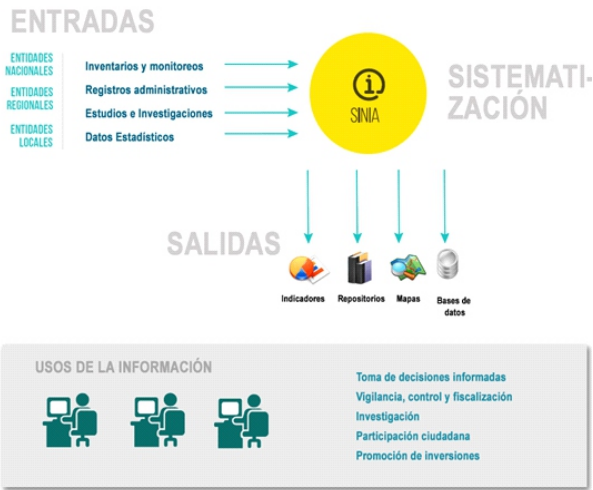 ENTRADAS
ENTIDADES
NACIONALES
ENTIDADES
REGIONALES
ENTIDADES
LOCALES
Inventarios y monitoreos
Registros administrativos
Estudios e Investigaciones
Datos Estadísticos
i
SINIA
SISTEMATI-
ZACIÓN
SALIDAS
Indicadores
Repositorios
Mapas
Bases de
datos
USOS DE LA INFORMACIÓN
Toma de decisiones informadas
Vigilancia, control y fiscalización
Investigación
Participación ciudadana
Promoción de inversiones